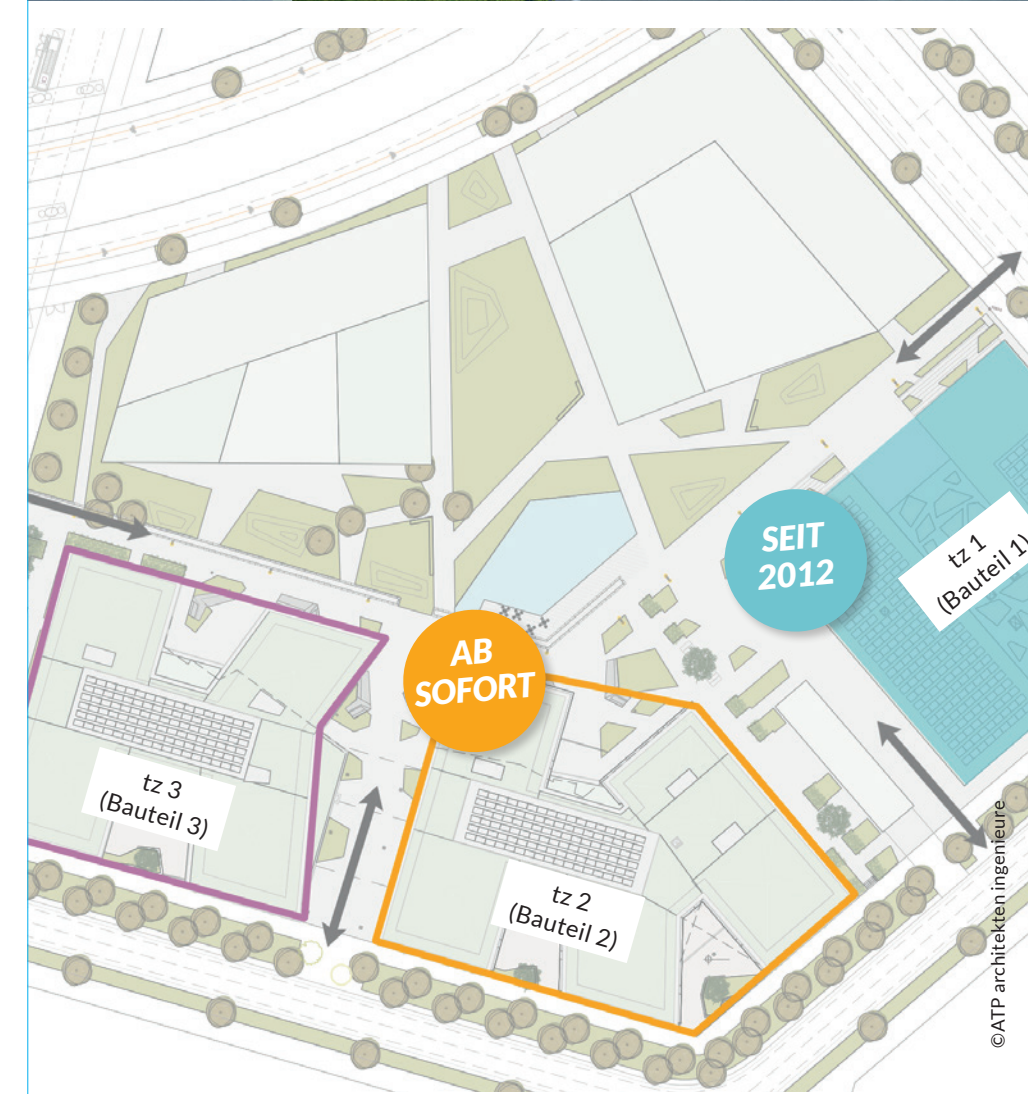 SEIT
2012
tz 1
(Bauteil 1)
AB
SOFORT
tz 3
(Bauteil 3)
tz 2
(Bauteil 2)
©ATP architekten ingenieure